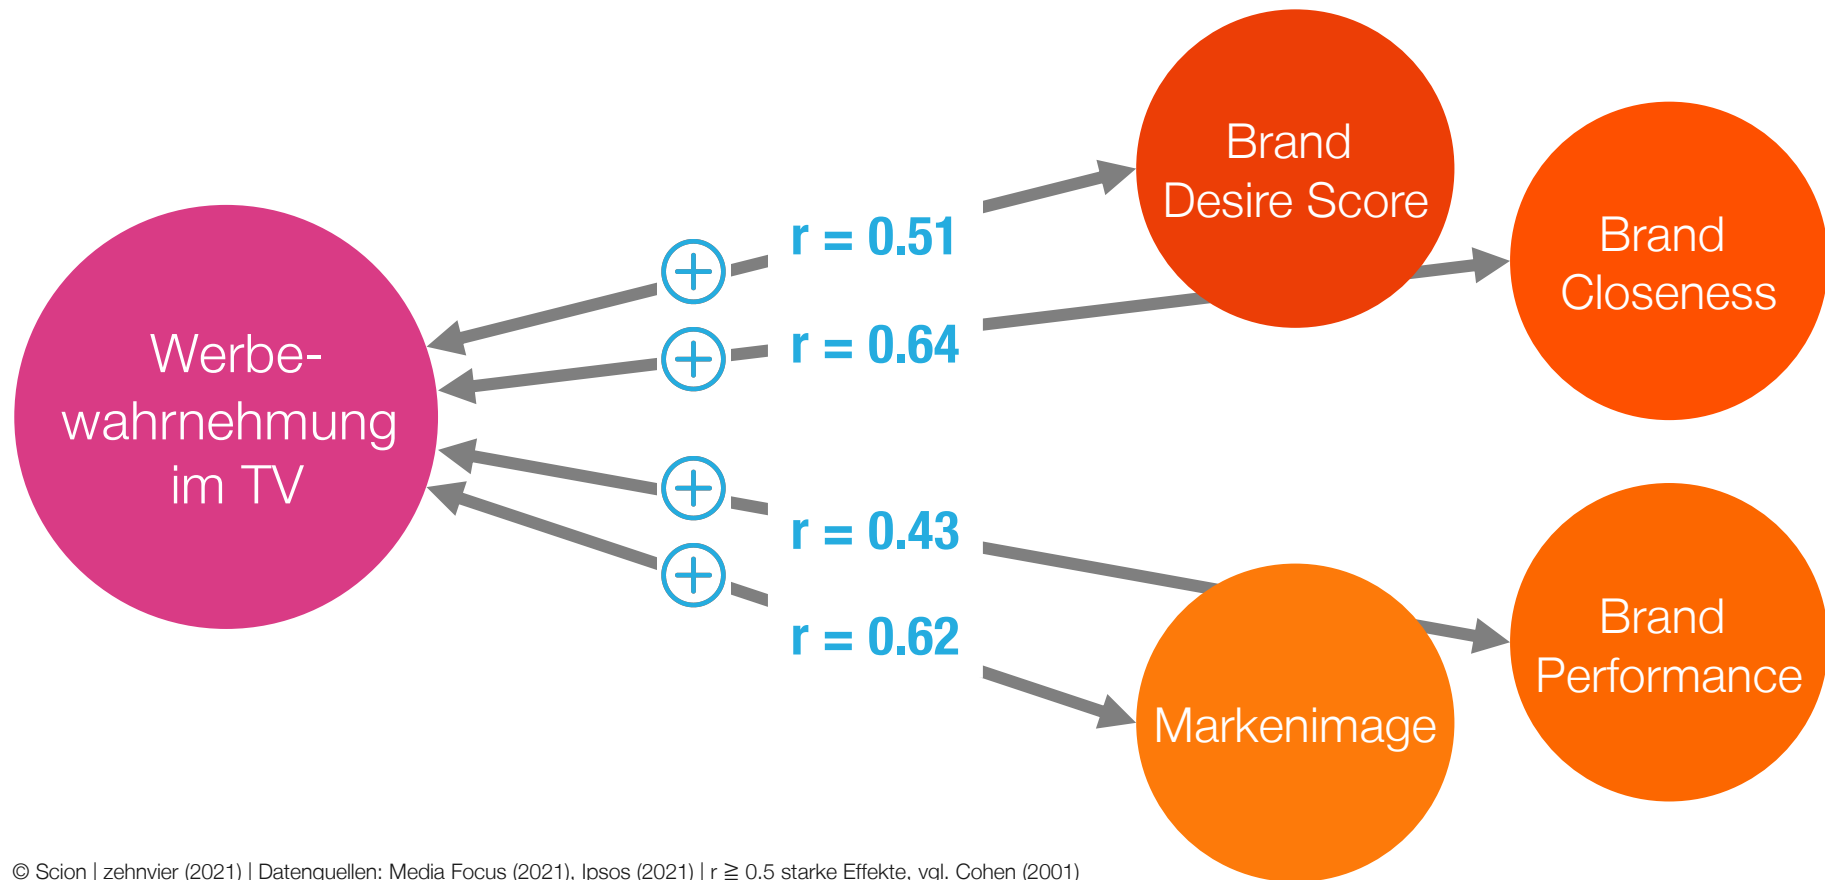 Werbe-
wahrnehmung
im TV
r = 0.51
r = 0.64
r = 0.43
r = 0.62
Brand
Desire Score
Brand
Closeness
Brand
Performance
Markenimage
© Scion | zehnvier (2021) | Datenquellen: Media Focus (2021), Ipsos (2021) | r ≧ 0.5 starke Effekte, vgl. Cohen (2001)